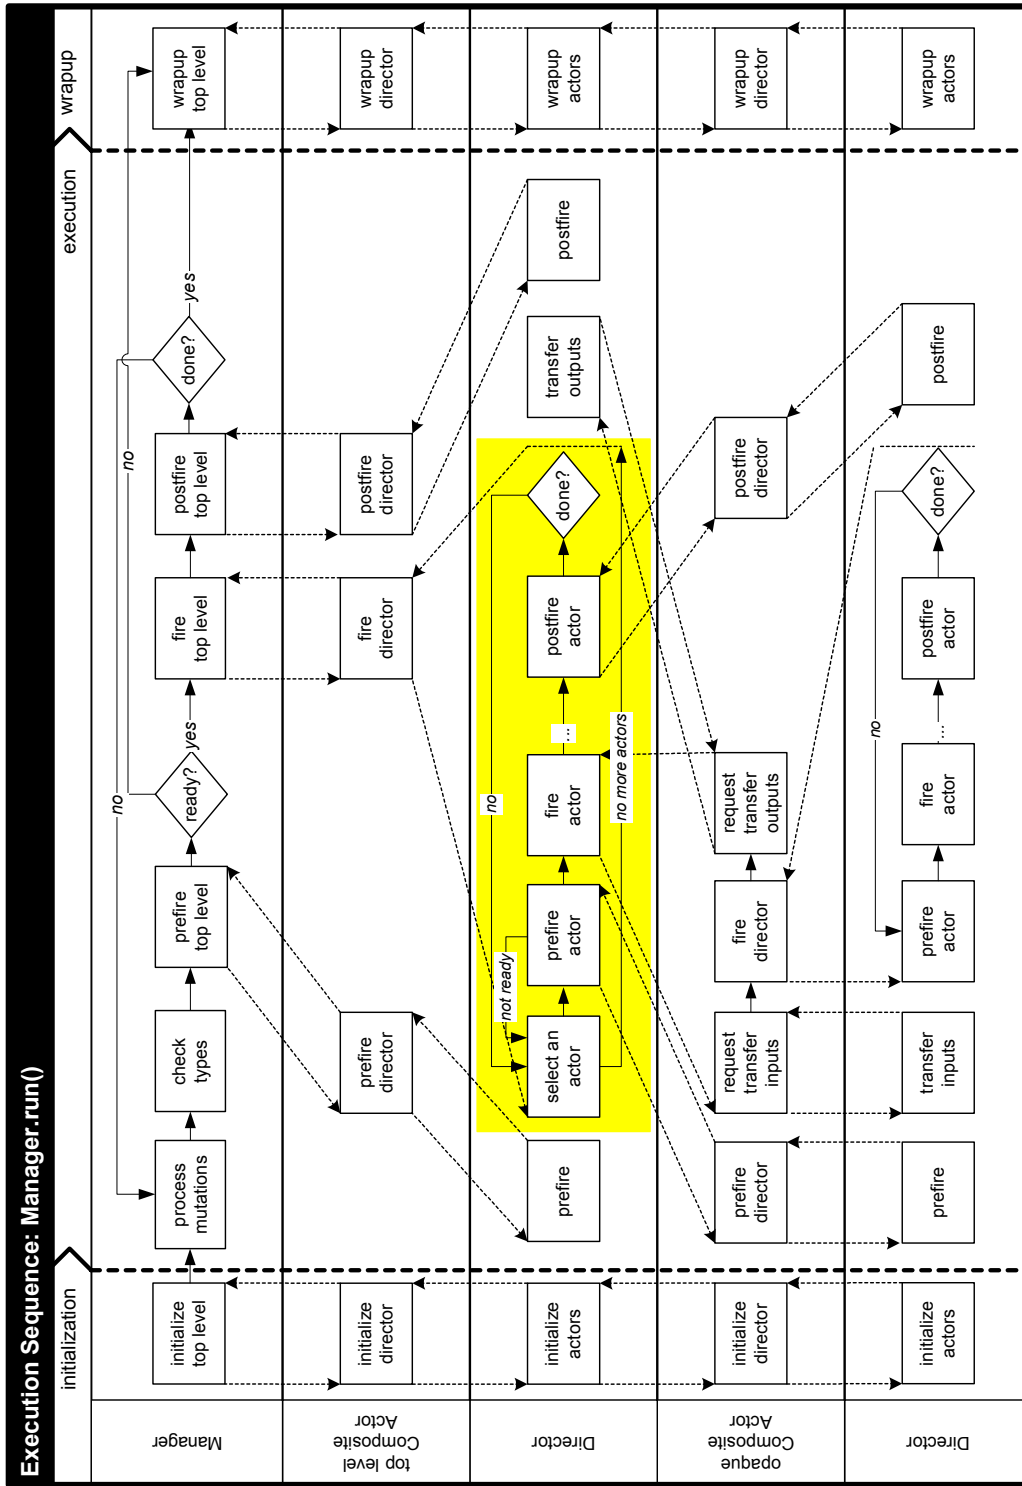 Execution Sequence: Manager.run()
initialization
execution
wrapup
Manager
initialize
top level
process
mutations
check
types
prefire
top level
ready?
yes
no
no
fire
top level
postfire
top level
done?
yes
wrapup
top level
top level
Composite
Actor
initialize
director
prefire
director
fire
director
postfire
director
wrapup
director
Director
initialize
actors
prefire
select an
actor
not ready
prefire
actor
no
fire
actor
...
no more actors
postfire
actor
done?
transfer
outputs
postfire
wrapup
actors
opaque
Composite
Actor
initialize
director
prefire
director
request
transfer
inputs
fire
director
request
transfer
outputs
postfire
director
wrapup
director
Director
initialize
actors
prefire
transfer
inputs
prefire
actor
fire
actor
...
no
postfire
actor
done?
postfire
wrapup
actors